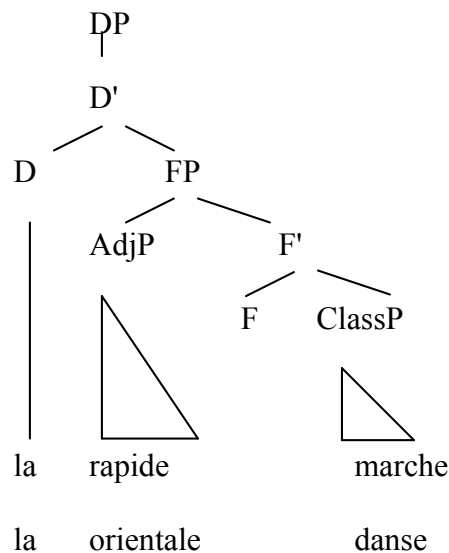 DP
D'
D FP
AdjP F'
F ClassP
la rapide marche
la orientale danse